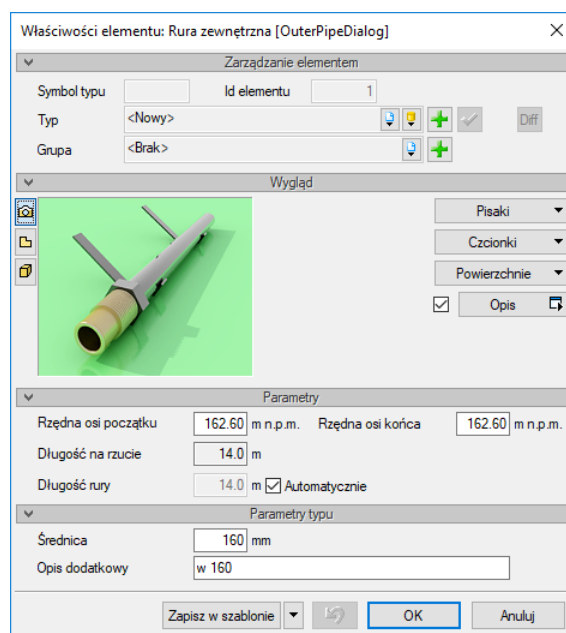 Właściwości elementu: Rura zewnętrzna [OuterPipeDialog]
Zarządzanie elementem
Symbol typu Id elementu 1
Typ <Nowy> Diff
Grupa <Brak>
Wygląd
Pisaki
Czcionki
Powierzchnie
Opis
Parametry
Rzędna osi początku 162.60 m n.p.m. Rzędna osi końca 162.60 m n.p.m.
Długość na rzucie 14.0 m
Długość rury 14.0 m Automatycznie
Parametry typu
Średnica 160 mm
Opis dodatkowy w 160
Zapisz w szablonie OK Anuluj